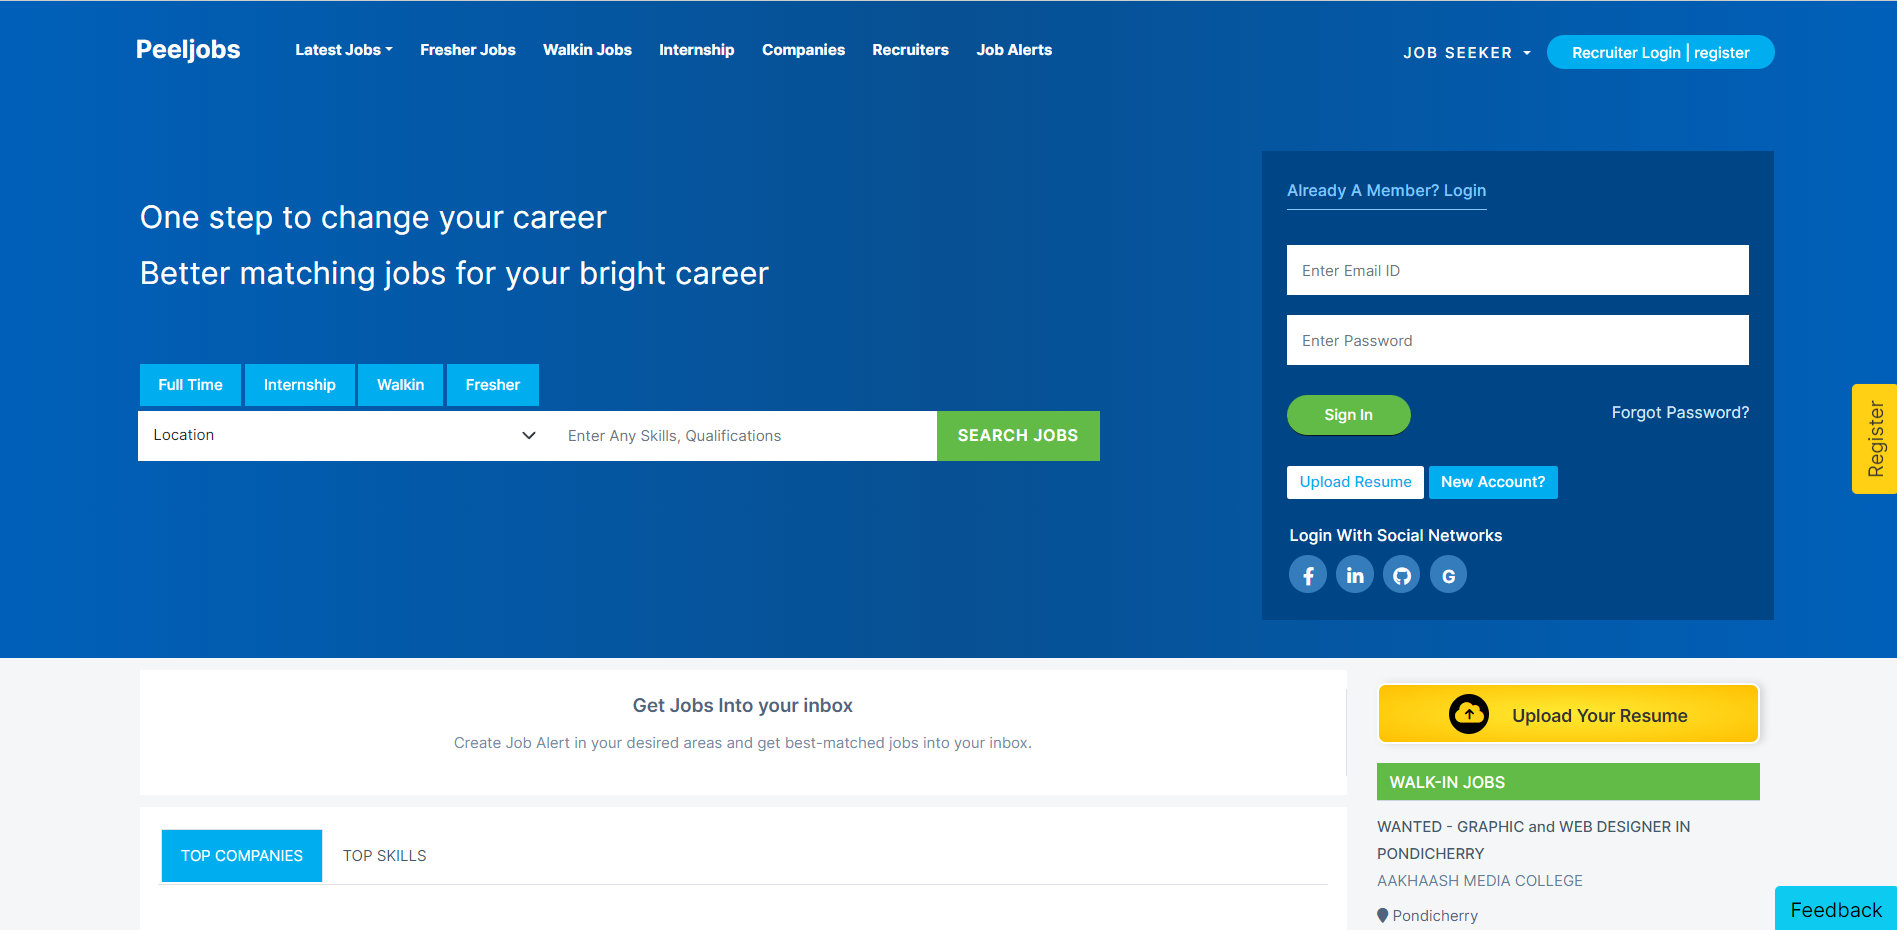 Peeljobs
Latest Jobs
Fresher Jobs
Walkin Jobs
Internship
Companies
Recruiters
Job Alerts
JOB SEEKER
Recruiter Login | register
One step to change your career
Better matching jobs for your bright career
Full Time
Internship
Walkin
Fresher
Location
Enter Any Skills, Qualifications
SEARCH JOBS
Already A Member? Login
Enter Email ID
Enter Password
Sign In
Forgot Password?
Upload Resume
New Account?
Login With Social Networks
f
in
G
Register
Get Jobs Into your inbox
Create Job Alert in your desired areas and get best-matched jobs into your inbox.
TOP COMPANIES
TOP SKILLS
Upload Your Resume
WALK-IN JOBS
WANTED - GRAPHIC and WEB DESIGNER IN
PONDICHERRY
AAKHAASH MEDIA COLLEGE
Pondicherry
Feedback